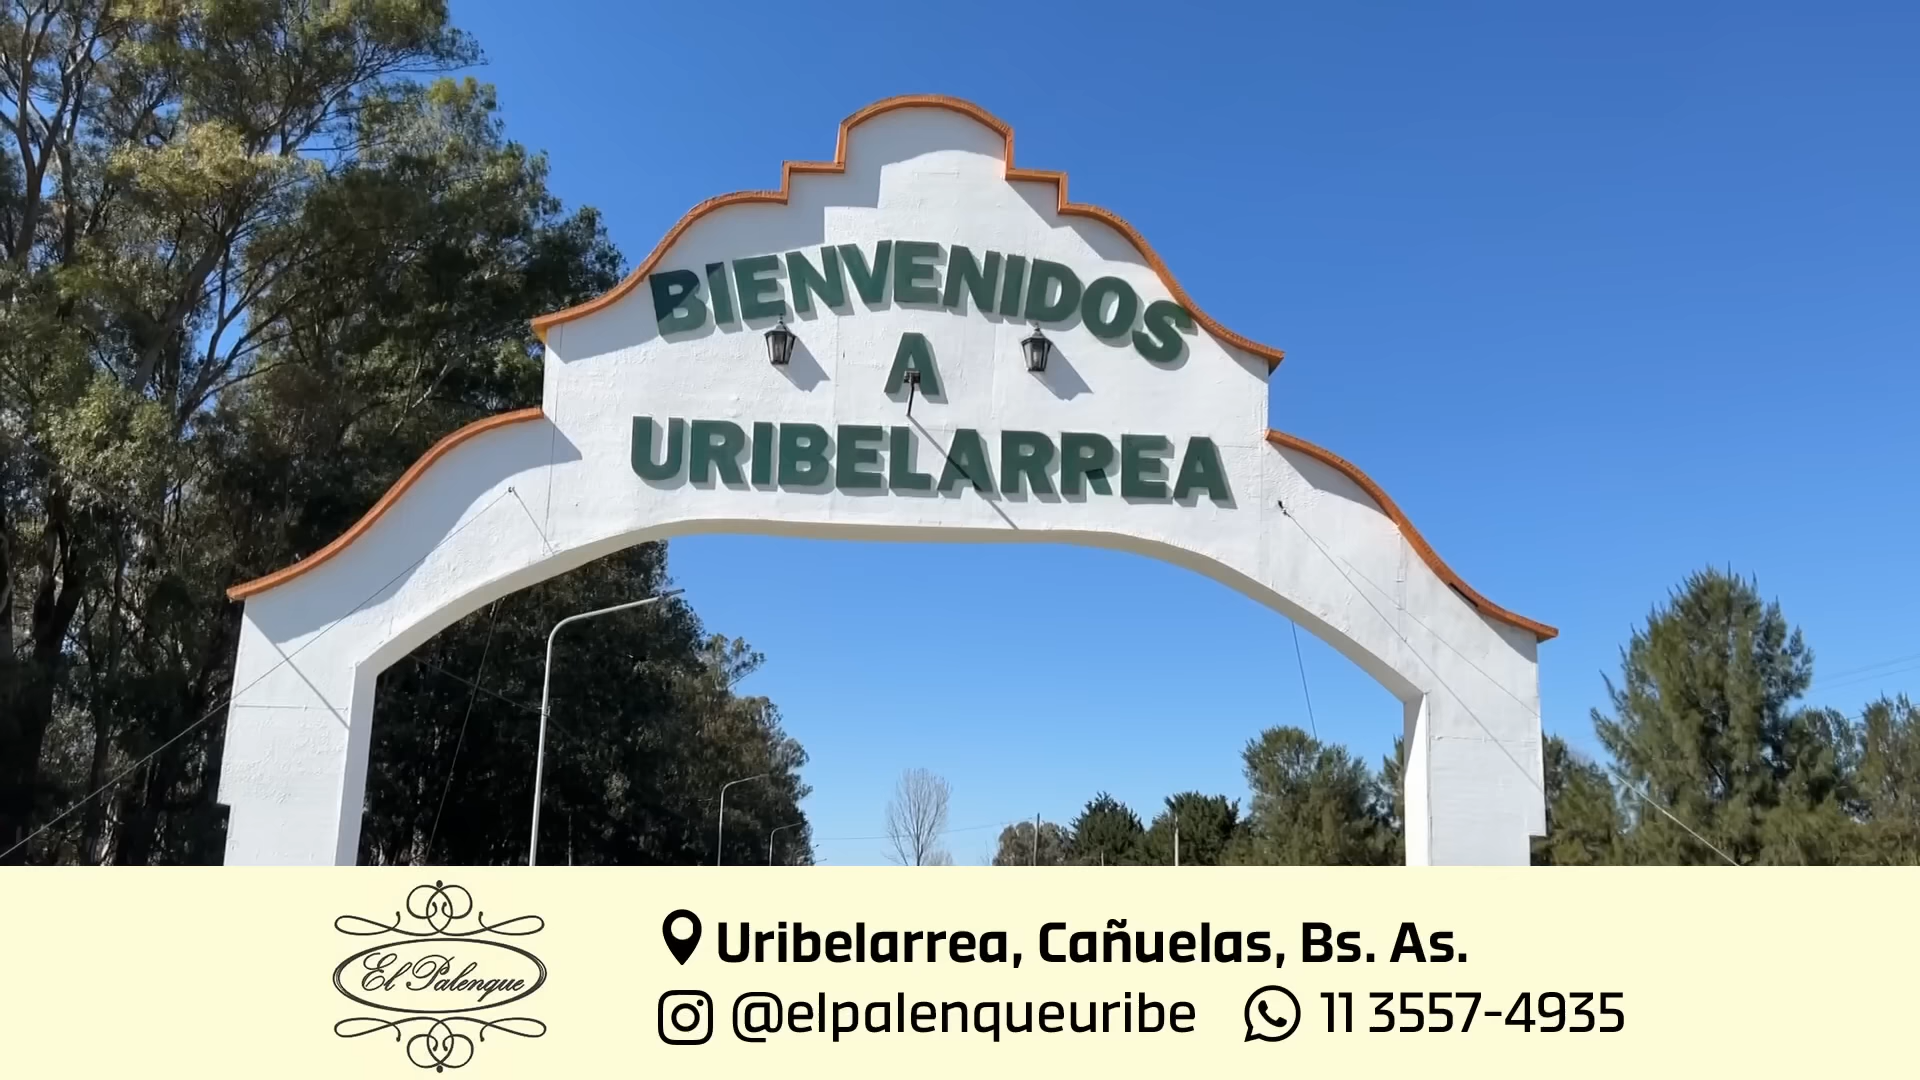 BIENVENIDOS
A
URIBELARREA
El Palenque
Uribelarrea, Cañuelas, Bs. As.
@elpalenqueuribe
11 3557-4935